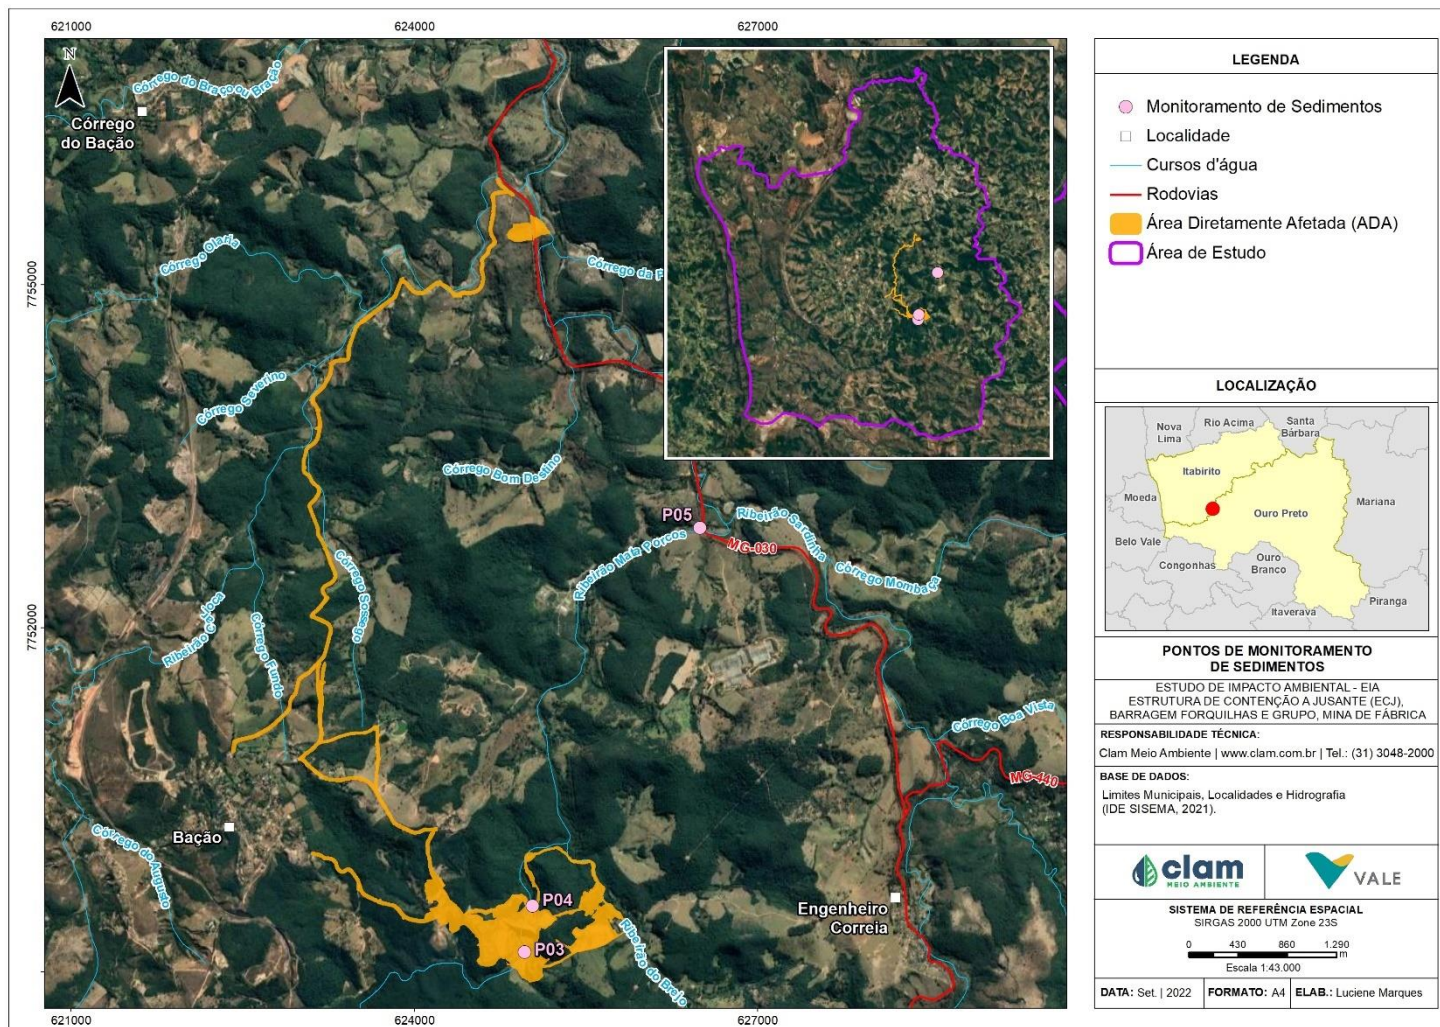 621000
624000
627000
N
Córrego do Bração
Córrego
do Bação
Córrego Olaria
Córrego da
7755000
Córrego Severino
Córrego Bom Destino
P05
Ribeirão Sardinha
Ribeirão Mata Porcos
MG-030
Córrego Mombaça
Córrego Sossego
7752000
Ribeirão Carioca
Córrego Fundo
Córrego Boa Vista
MG-440
Bação
Córrego do Augusto
P04
Engenheiro
Correia
P03
Ribeirão do Brejo
621000
624000
627000
LEGENDA
Monitoramento de Sedimentos
Localidade
Cursos d'água
Rodovias
Área Diretamente Afetada (ADA)
Área de Estudo
LOCALIZAÇÃO
Nova
Lima
Rio Acima
Santa
Bárbara
Itabirito
Moeda
Mariana
Ouro Preto
Belo Vale
Congonhas
Ouro
Branco
Piranga
Itaverava
PONTOS DE MONITORAMENTO
DE SEDIMENTOS
ESTUDO DE IMPACTO AMBIENTAL - EIA
ESTRUTURA DE CONTENÇÃO A JUSANTE (ECJ),
BARRAGEM FORQUILHAS E GRUPO, MINA DE FÁBRICA
RESPONSABILIDADE TÉCNICA:
Clam Meio Ambiente | www.clam.com.br | Tel.: (31) 3048-2000
BASE DE DADOS:
Limites Municipais, Localidades e Hidrografia
(IDE SISEMA, 2021).
clam
MEIO AMBIENTE
VALE
SISTEMA DE REFERÊNCIA ESPACIAL
SIRGAS 2000 UTM Zone 23S
0 430 860 1.290
m
Escala 1:43.000
DATA: Set. | 2022 FORMATO: A4 ELAB.: Luciene Marques